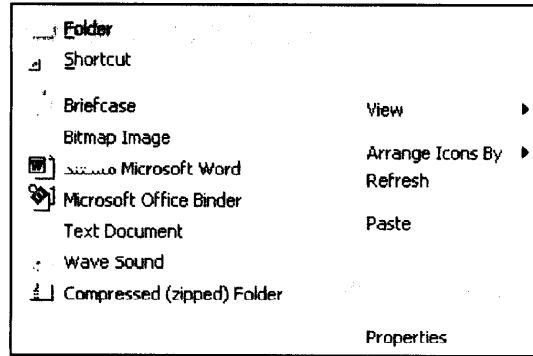 Folder
Shortcut
Briefcase
Bitmap Image
مستند Microsoft Word
Microsoft Office Binder
Text Document
Wave Sound
Compressed (zipped) Folder
View
Arrange Icons By
Refresh
Paste
Properties